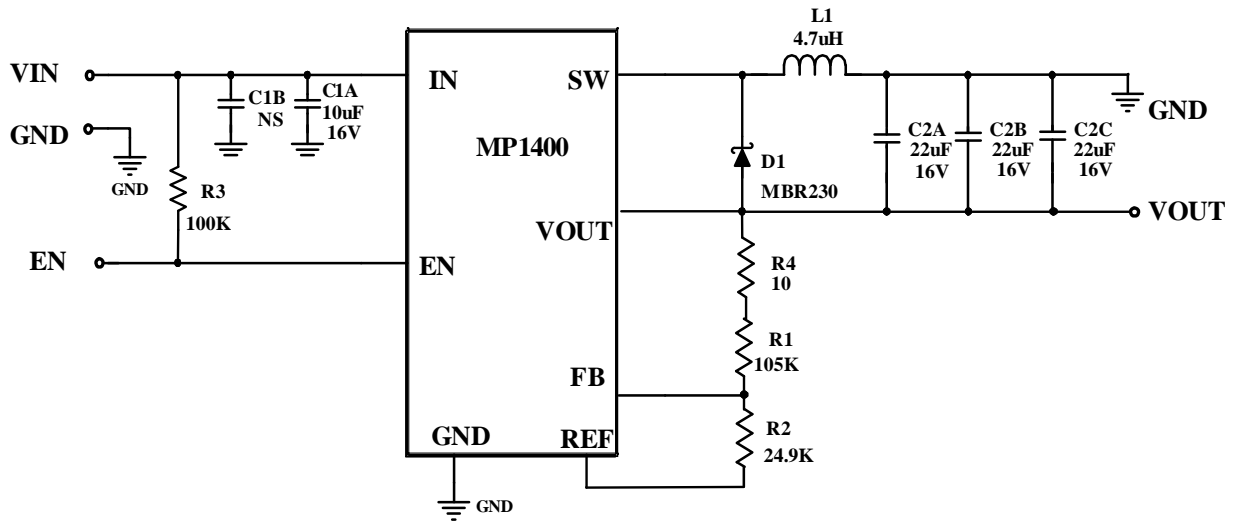 L1
4.7uH
VIN
IN
SW
C1B
NS
C1A
10uF
16V
GND
GND
GND
MP1400
R3
100K
D1
MBR230
C2A
22uF
16V
C2B
22uF
16V
C2C
22uF
16V
VOUT
VOUT
EN
EN
R4
10
R1
105K
FB
GND
REF
R2
24.9K
GND